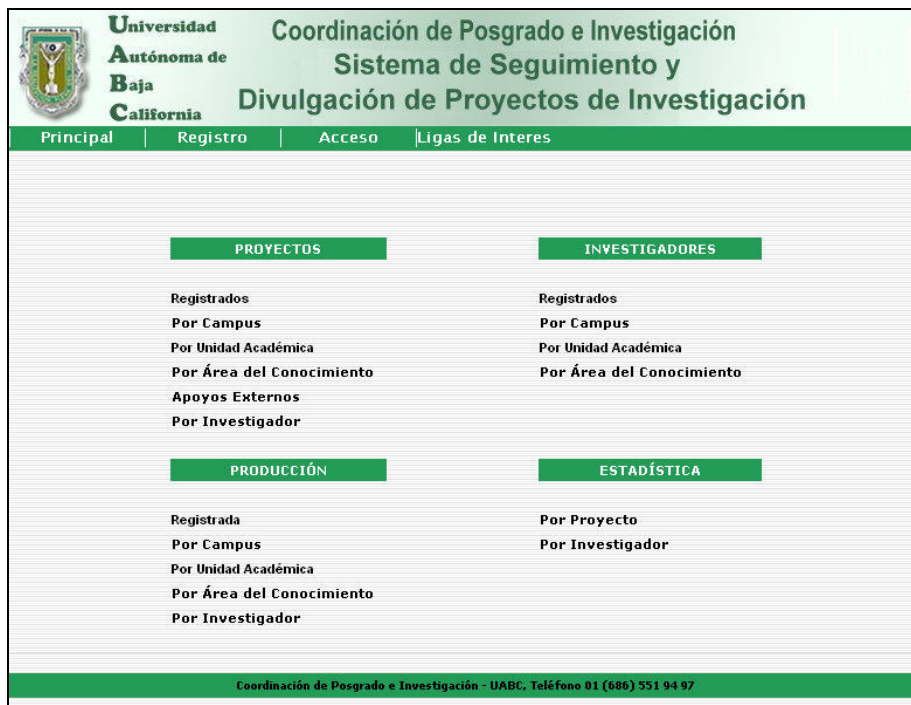 Universidad
Autónoma de
Baja
California
Coordinación de Posgrado e Investigación
Sistema de Seguimiento y
Divulgación de Proyectos de Investigación
Principal Registro Acceso Ligas de Interes
PROYECTOS
Registrados
Por Campus
Por Unidad Académica
Por Área del Conocimiento
Apoyos Externos
Por Investigador
INVESTIGADORES
Registrados
Por Campus
Por Unidad Académica
Por Área del Conocimiento
PRODUCCIÓN
Registrada
Por Campus
Por Unidad Académica
Por Área del Conocimiento
Por Investigador
ESTADÍSTICA
Por Proyecto
Por Investigador
Coordinación de Posgrado e Investigación - UABC, Teléfono 01 (686) 551 94 97